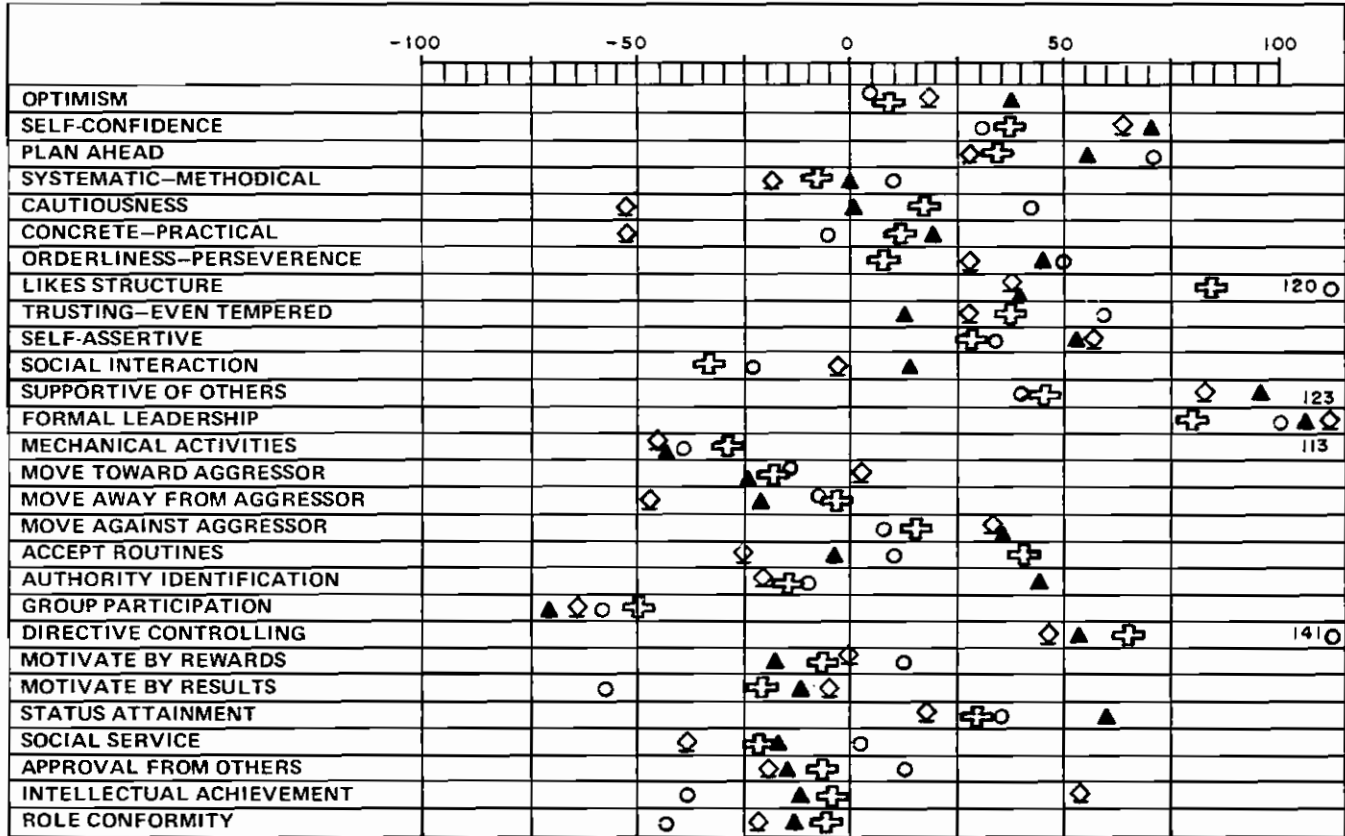 -100 -50 0 50 100
OPTIMISM
SELF-CONFIDENCE
PLAN AHEAD
SYSTEMATIC–METHODICAL
CAUTIOUSNESS
CONCRETE–PRACTICAL
ORDERLINESS–PERSEVERENCE
LIKES STRUCTURE 120
TRUSTING–EVEN TEMPERED
SELF-ASSERTIVE
SOCIAL INTERACTION
SUPPORTIVE OF OTHERS 123
FORMAL LEADERSHIP
MECHANICAL ACTIVITIES 113
MOVE TOWARD AGGRESSOR
MOVE AWAY FROM AGGRESSOR
MOVE AGAINST AGGRESSOR
ACCEPT ROUTINES
AUTHORITY IDENTIFICATION
GROUP PARTICIPATION
DIRECTIVE CONTROLLING 141
MOTIVATE BY REWARDS
MOTIVATE BY RESULTS
STATUS ATTAINMENT
SOCIAL SERVICE
APPROVAL FROM OTHERS
INTELLECTUAL ACHIEVEMENT
ROLE CONFORMITY